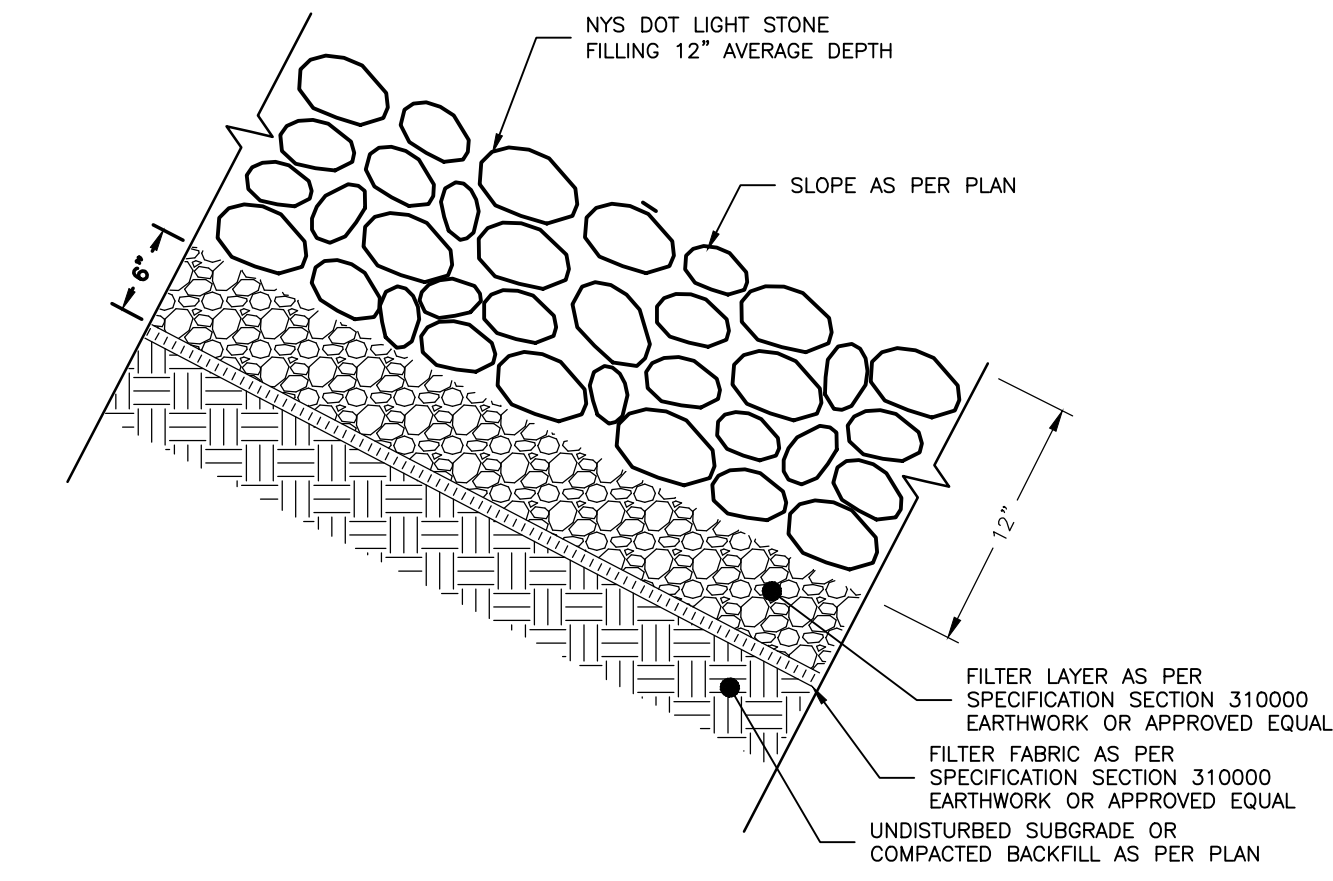 NYS DOT LIGHT STONE
FILLING 12" AVERAGE DEPTH
SLOPE AS PER PLAN
6"
12"
FILTER LAYER AS PER
SPECIFICATION SECTION 310000
EARTHWORK OR APPROVED EQUAL
FILTER FABRIC AS PER
SPECIFICATION SECTION 310000
EARTHWORK OR APPROVED EQUAL
UNDISTURBED SUBGRADE OR
COMPACTED BACKFILL AS PER PLAN